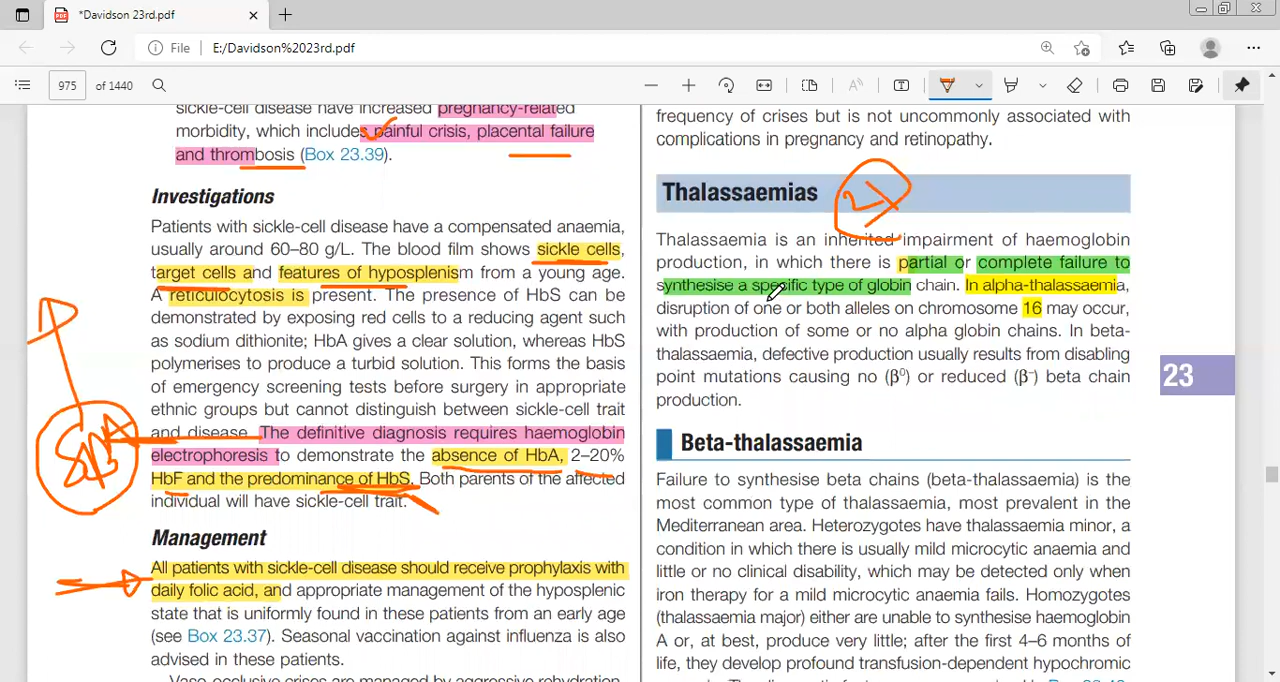 *Davidson 23rd.pdf
File
E:/Davidson%2023rd.pdf
975
of 1440
sickle-cell disease have increased pregnancy-related
morbidity, which includes painful crisis, placental failure
and thrombosis (Box 23.39).
Investigations
Patients with sickle-cell disease have a compensated anaemia,
usually around 60–80 g/L. The blood film shows sickle cells,
target cells and features of hyposplenism from a young age.
A reticulocytosis is present. The presence of HbS can be
demonstrated by exposing red cells to a reducing agent such
as sodium dithionite; HbA gives a clear solution, whereas HbS
polymerises to produce a turbid solution. This forms the basis
of emergency screening tests before surgery in appropriate
ethnic groups but cannot distinguish between sickle-cell trait
and disease. The definitive diagnosis requires haemoglobin
electrophoresis to demonstrate the absence of HbA, 2–20%
HbF and the predominance of HbS. Both parents of the affected
individual will have sickle-cell trait.
Management
All patients with sickle-cell disease should receive prophylaxis with
daily folic acid, and appropriate management of the hyposplenic
state that is uniformly found in these patients from an early age
(see Box 23.37). Seasonal vaccination against influenza is also
advised in these patients.
Vaso-occlusive crises are managed by aggressive rehydration,
frequency of crises but is not uncommonly associated with
complications in pregnancy and retinopathy.
Thalassaemias
Thalassaemia is an inherited impairment of haemoglobin
production, in which there is partial or complete failure to
synthesise a specific type of globin chain. In alpha-thalassaemia,
disruption of one or both alleles on chromosome 16 may occur,
with production of some or no alpha globin chains. In beta-
thalassaemia, defective production usually results from disabling
point mutations causing no (β⁰) or reduced (β⁻) beta chain
production.
23
Beta-thalassaemia
Failure to synthesise beta chains (beta-thalassaemia) is the
most common type of thalassaemia, most prevalent in the
Mediterranean area. Heterozygotes have thalassaemia minor, a
condition in which there is usually mild microcytic anaemia and
little or no clinical disability, which may be detected only when
iron therapy for a mild microcytic anaemia fails. Homozygotes
(thalassaemia major) either are unable to synthesise haemoglobin
A or, at best, produce very little; after the first 4–6 months of
life, they develop profound transfusion-dependent hypochromic